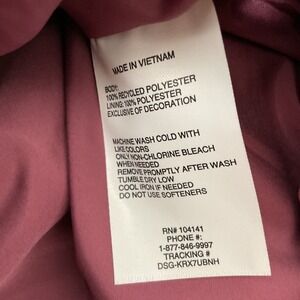 MADE IN VIETNAM
BODY:
100% RECYCLED POLYESTER
LINING: 100% POLYESTER
EXCLUSIVE OF DECORATION
MACHINE WASH COLD WITH
LIKE COLORS
ONLY NON-CHLORINE BLEACH
WHEN NEEDED
REMOVE PROMPTLY AFTER WASH
TUMBLE DRY LOW
COOL IRON IF NEEDED
DO NOT USE SOFTENERS
RN# 104141
PHONE #:
1-877-846-9997
TRACKING #
DSG-KRX7UBNH